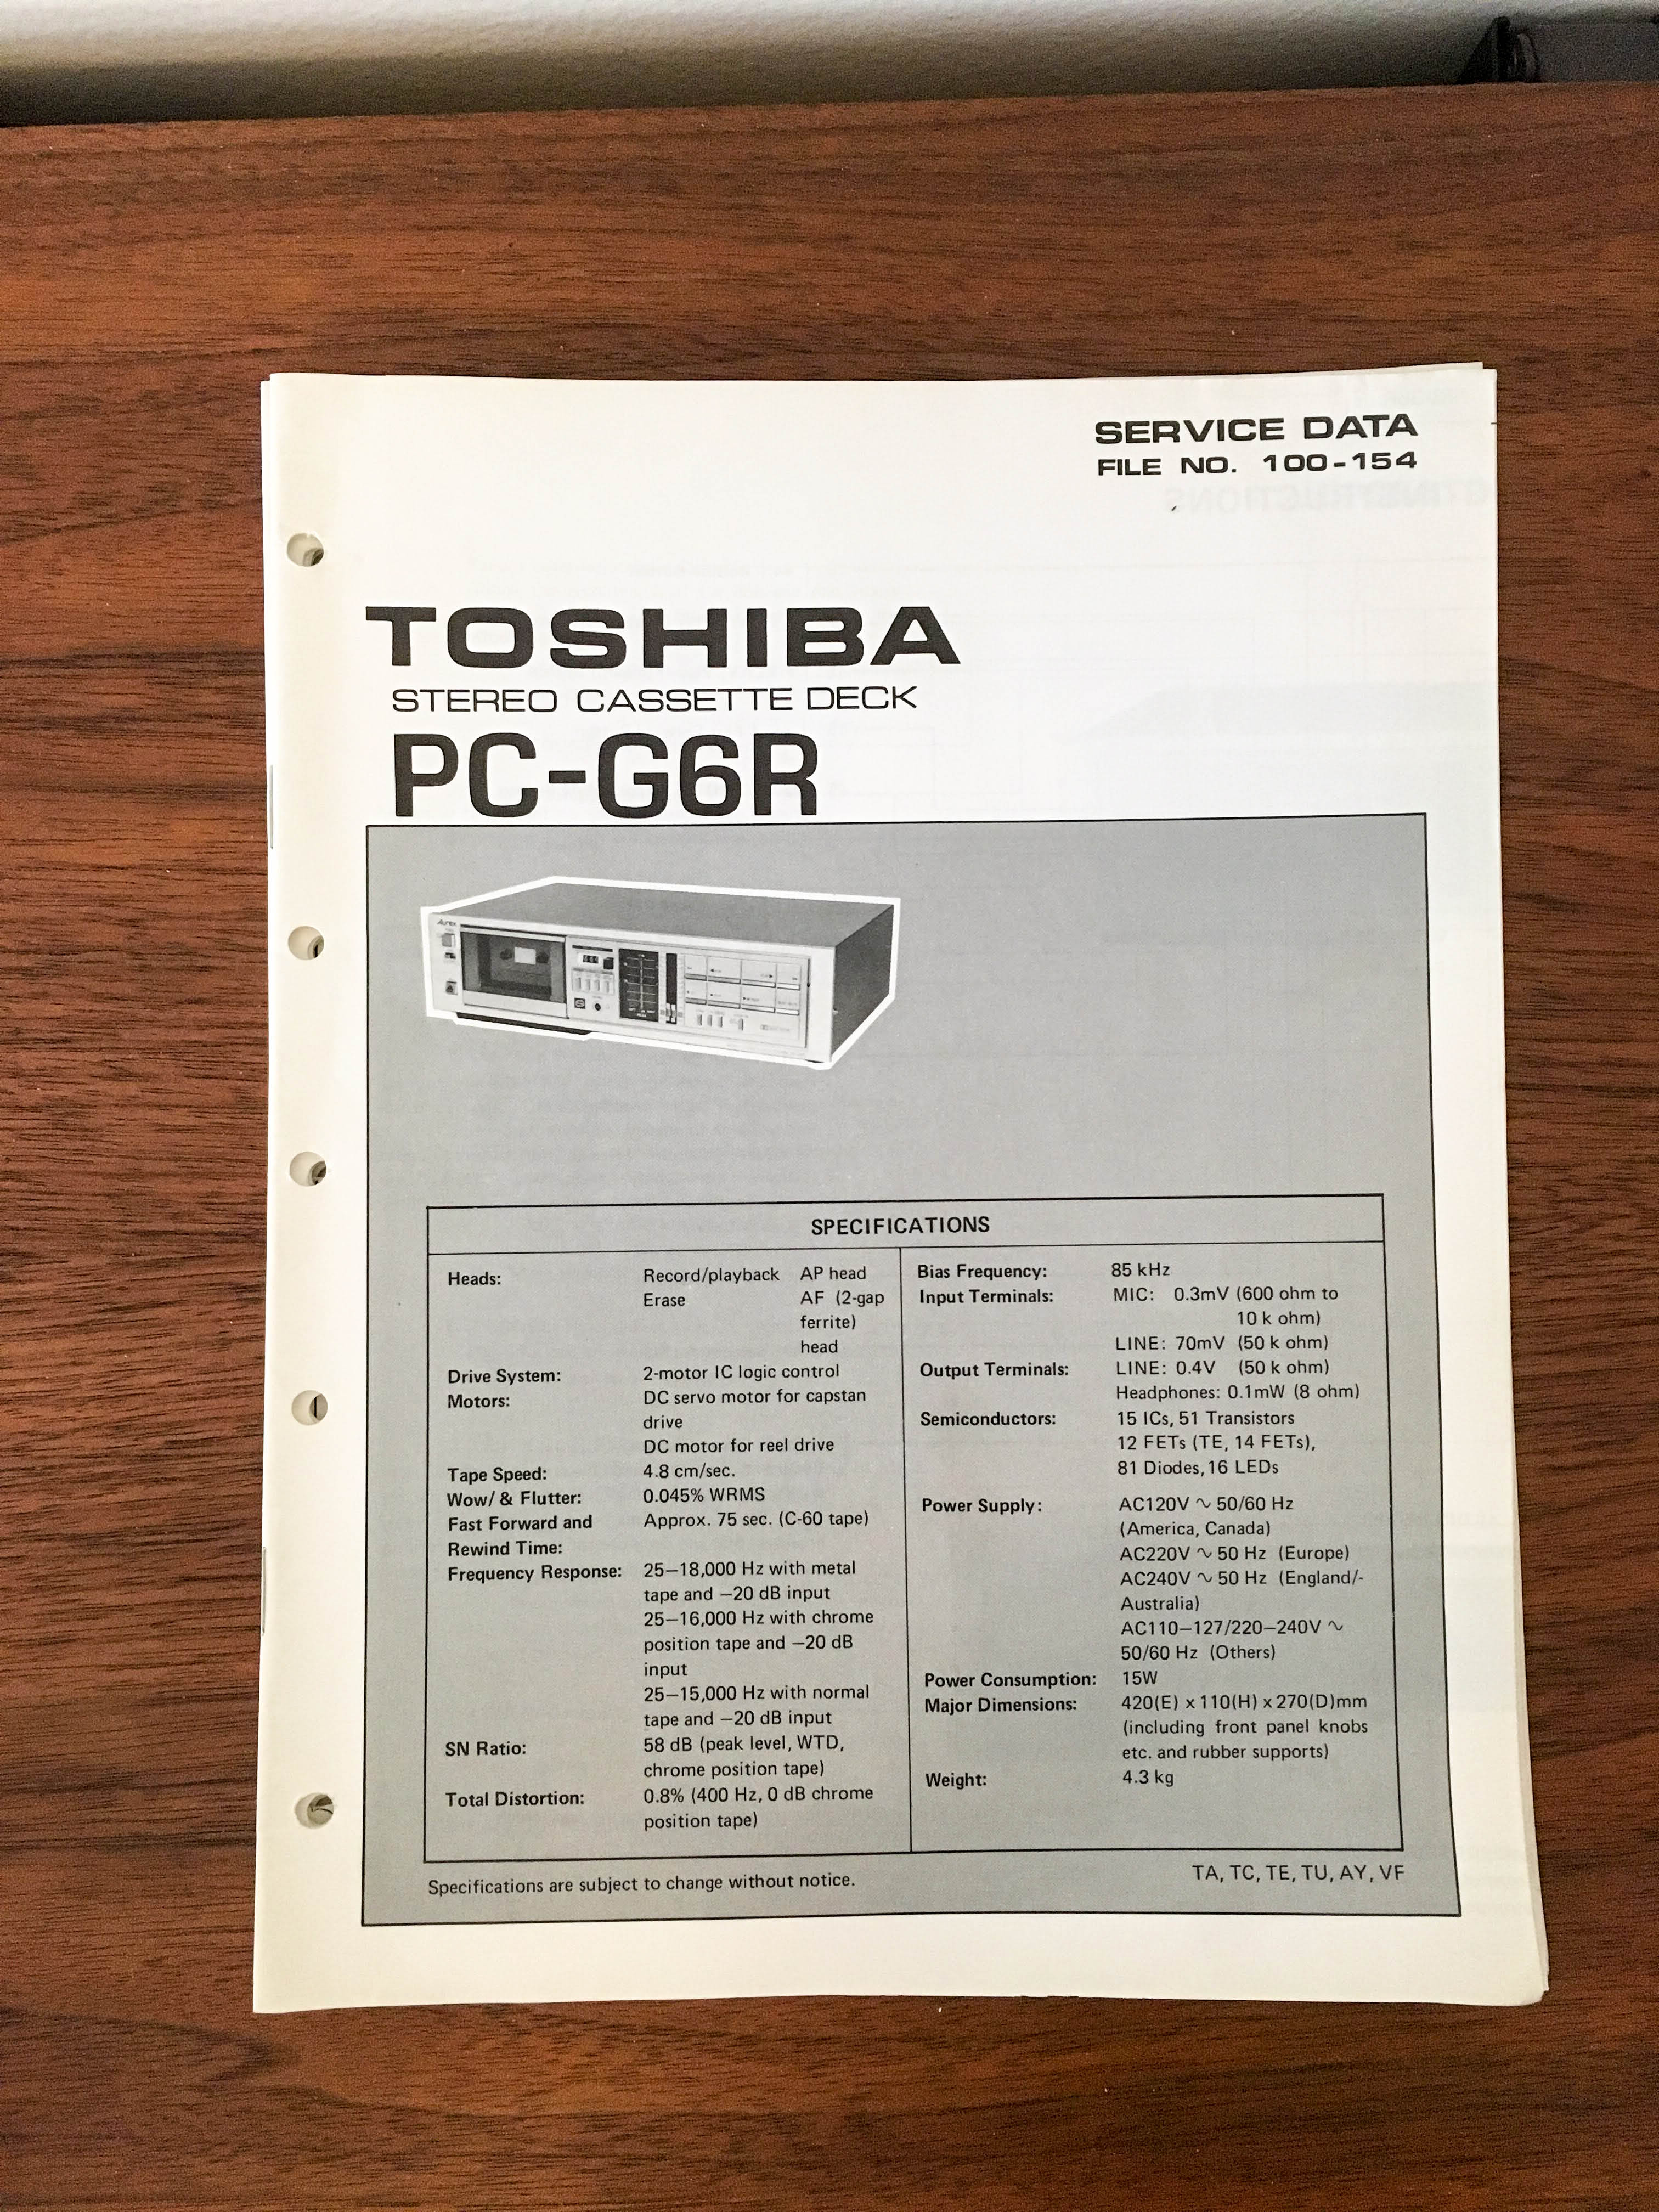 SERVICE DATA
FILE NO. 100-154
TOSHIBA
STEREO CASSETTE DECK
PC-G6R
Aurex
SPECIFICATIONS
Heads: Record/playback AP head
Erase AF (2-gap
ferrite)
head
Drive System: 2-motor IC logic control
Motors: DC servo motor for capstan
drive
DC motor for reel drive
Tape Speed: 4.8 cm/sec.
Wow/ & Flutter: 0.045% WRMS
Fast Forward and Approx. 75 sec. (C-60 tape)
Rewind Time:
Frequency Response: 25—18,000 Hz with metal
tape and —20 dB input
25—16,000 Hz with chrome
position tape and —20 dB
input
25—15,000 Hz with normal
tape and —20 dB input
SN Ratio: 58 dB (peak level, WTD,
chrome position tape)
Total Distortion: 0.8% (400 Hz, 0 dB chrome
position tape)
Bias Frequency: 85 kHz
Input Terminals: MIC: 0.3mV (600 ohm to
10 k ohm)
LINE: 70mV (50 k ohm)
Output Terminals: LINE: 0.4V (50 k ohm)
Headphones: 0.1mW (8 ohm)
Semiconductors: 15 ICs, 51 Transistors
12 FETs (TE, 14 FETs),
81 Diodes, 16 LEDs
Power Supply: AC120V ∿ 50/60 Hz
(America, Canada)
AC220V ∿ 50 Hz (Europe)
AC240V ∿ 50 Hz (England/-
Australia)
AC110—127/220—240V ∿
50/60 Hz (Others)
Power Consumption: 15W
Major Dimensions: 420(E) x 110(H) x 270(D)mm
(including front panel knobs
etc. and rubber supports)
Weight: 4.3 kg
Specifications are subject to change without notice.
TA, TC, TE, TU, AY, VF